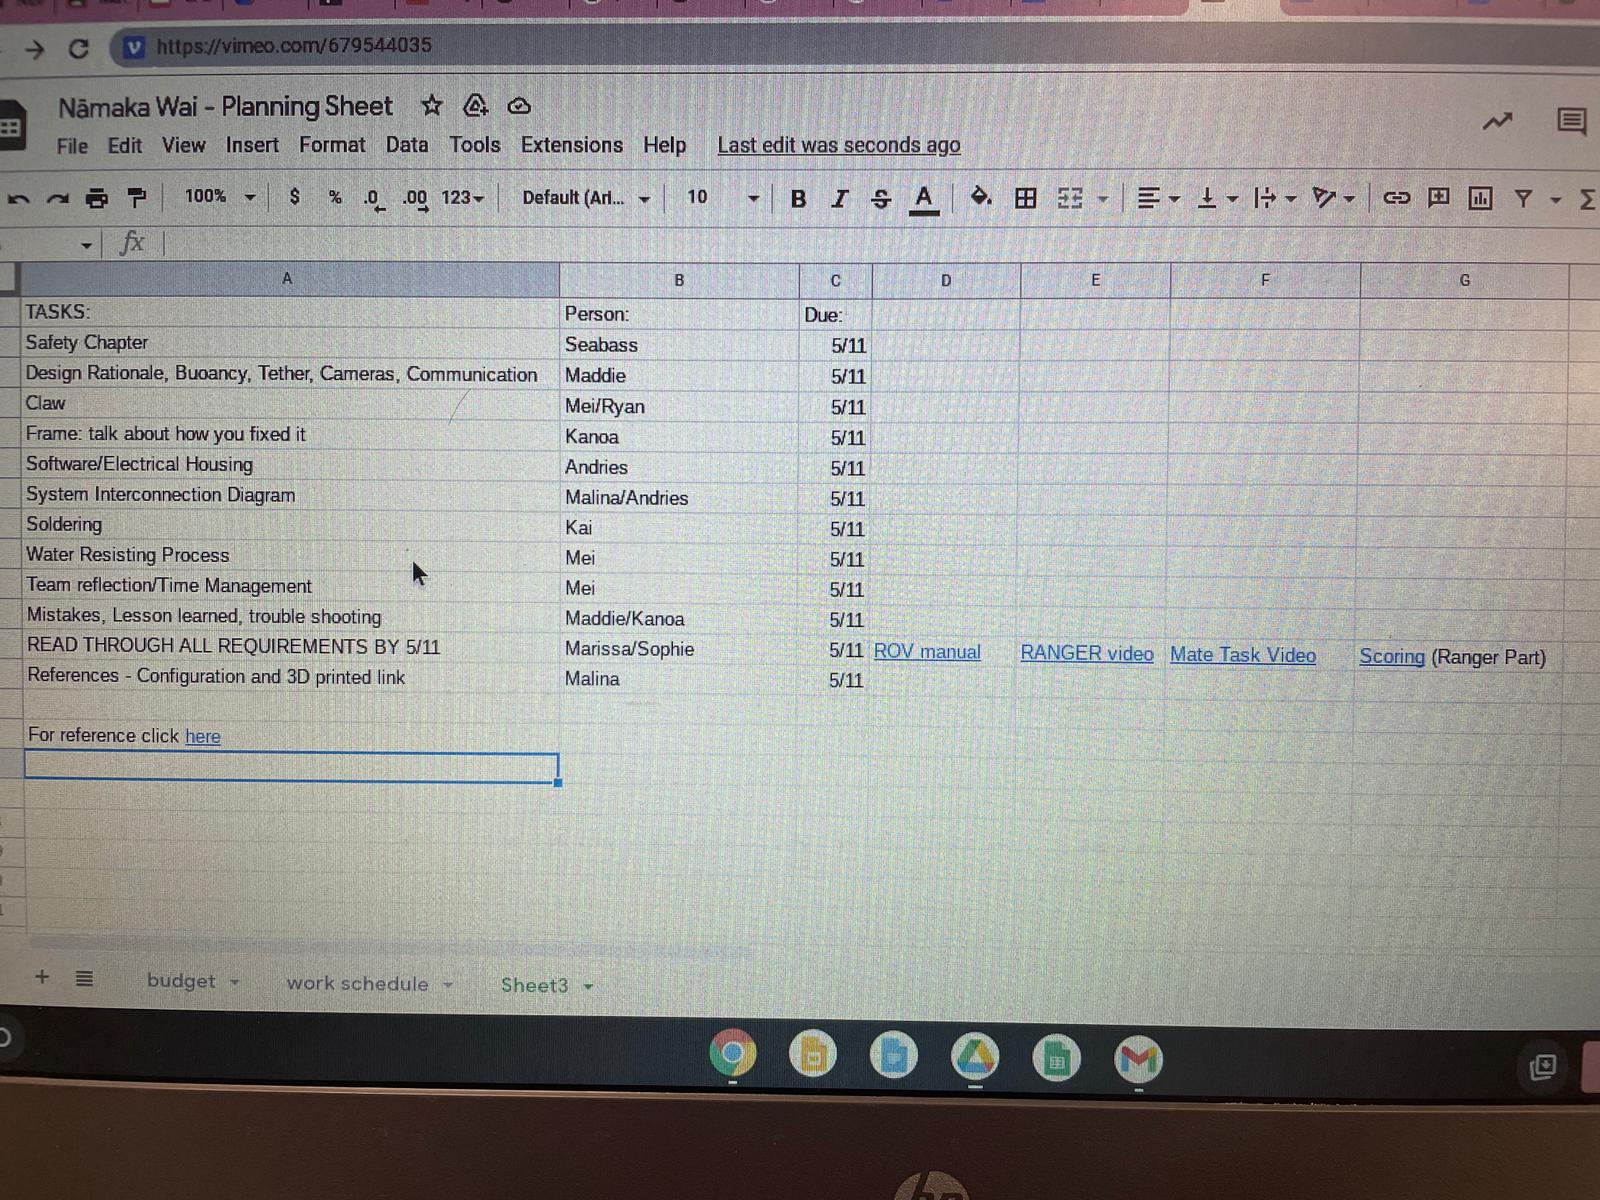 https://vimeo.com/679544035
Nāmaka Wai - Planning Sheet
File Edit View Insert Format Data Tools Extensions Help Last edit was seconds ago
100% $ % .0 .00 123 Default (Ari... 10 B I S A Σ
fx
A B C D E F G
TASKS: Person: Due:
Safety Chapter Seabass 5/11
Design Rationale, Buoancy, Tether, Cameras, Communication Maddie 5/11
Claw Mei/Ryan 5/11
Frame: talk about how you fixed it Kanoa 5/11
Software/Electrical Housing Andries 5/11
System Interconnection Diagram Malina/Andries 5/11
Soldering Kai 5/11
Water Resisting Process Mei 5/11
Team reflection/Time Management Mei 5/11
Mistakes, Lesson learned, trouble shooting Maddie/Kanoa 5/11
READ THROUGH ALL REQUIREMENTS BY 5/11 Marissa/Sophie 5/11 ROV manual RANGER video Mate Task Video Scoring (Ranger Part)
References - Configuration and 3D printed link Malina 5/11
For reference click here
budget work schedule Sheet3
hp